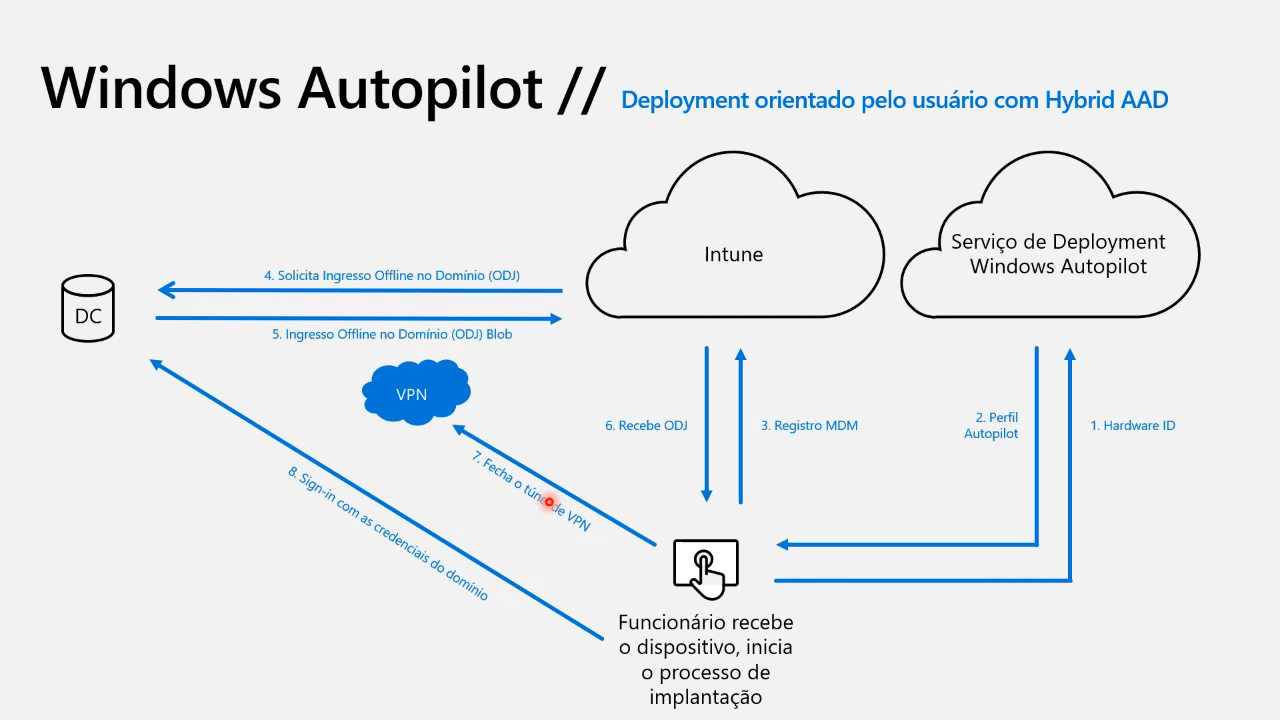 Windows Autopilot // Deployment orientado pelo usuário com Hybrid AAD
Intune
Serviço de Deployment
Windows Autopilot
4. Solicita Ingresso Offline no Domínio (ODJ)
DC
5. Ingresso Offline no Domínio (ODJ) Blob
VPN
6. Recebe ODJ
3. Registro MDM
2. Perfil
Autopilot
1. Hardware ID
7. Fecha o túnel de VPN
8. Sign-in com as credenciais do domínio
Funcionário recebe
o dispositivo, inicia
o processo de
implantação